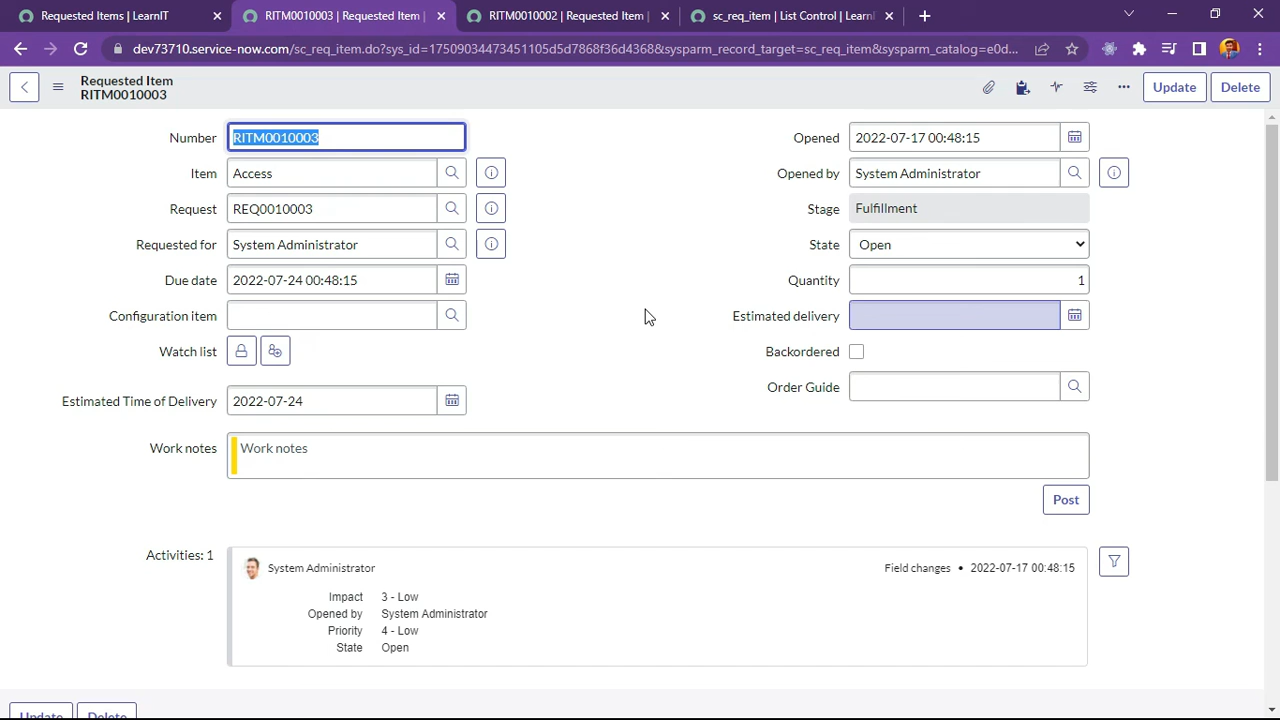 Requested Items | LearnIT
RITM0010003 | Requested Item |
RITM0010002 | Requested Item |
sc_req_item | List Control | Learn
dev73710.service-now.com/sc_req_item.do?sys_id=17509034473451105d5d7868f36d4368&sysparm_record_target=sc_req_item&sysparm_catalog=e0d...
Requested Item
RITM0010003
Update
Delete
Number RITM0010003
Item Access
Request REQ0010003
Requested for System Administrator
Due date 2022-07-24 00:48:15
Configuration item
Watch list
Estimated Time of Delivery 2022-07-24
Opened 2022-07-17 00:48:15
Opened by System Administrator
Stage Fulfillment
State Open
Quantity 1
Estimated delivery
Backordered
Order Guide
Work notes Work notes
Post
Activities: 1
System Administrator Field changes • 2022-07-17 00:48:15
Impact 3 - Low
Opened by System Administrator
Priority 4 - Low
State Open
Update Delete